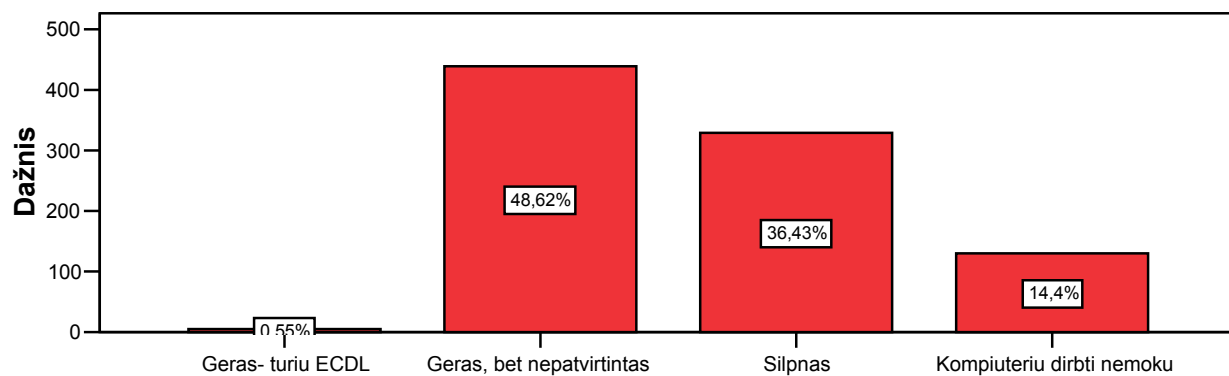 500
400
300
200
100
0
Dažnis
0,55%
48,62%
36,43%
14,4%
Geras- turiu ECDL
Geras, bet nepatvirtintas
Silpnas
Kompiuteriu dirbti nemoku